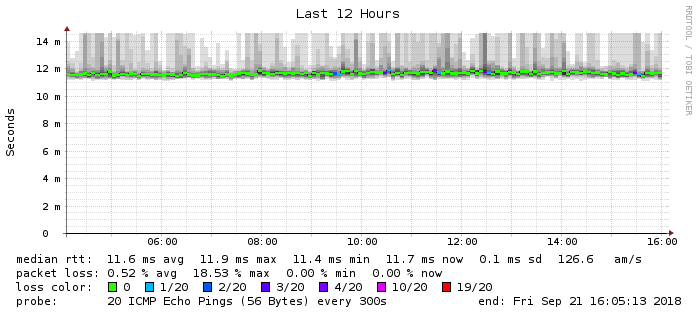 Last 12 Hours
RRDTOOL / TOBI OETIKER
Seconds
14 m
12 m
10 m
8 m
6 m
4 m
2 m
0
06:00 08:00 10:00 12:00 14:00 16:00
median rtt: 11.6 ms avg 11.9 ms max 11.4 ms min 11.7 ms now 0.1 ms sd 126.6 am/s
packet loss: 0.52 % avg 18.53 % max 0.00 % min 0.00 % now
loss color: 0 1/20 2/20 3/20 4/20 10/20 19/20
probe: 20 ICMP Echo Pings (56 Bytes) every 300s end: Fri Sep 21 16:05:13 2018